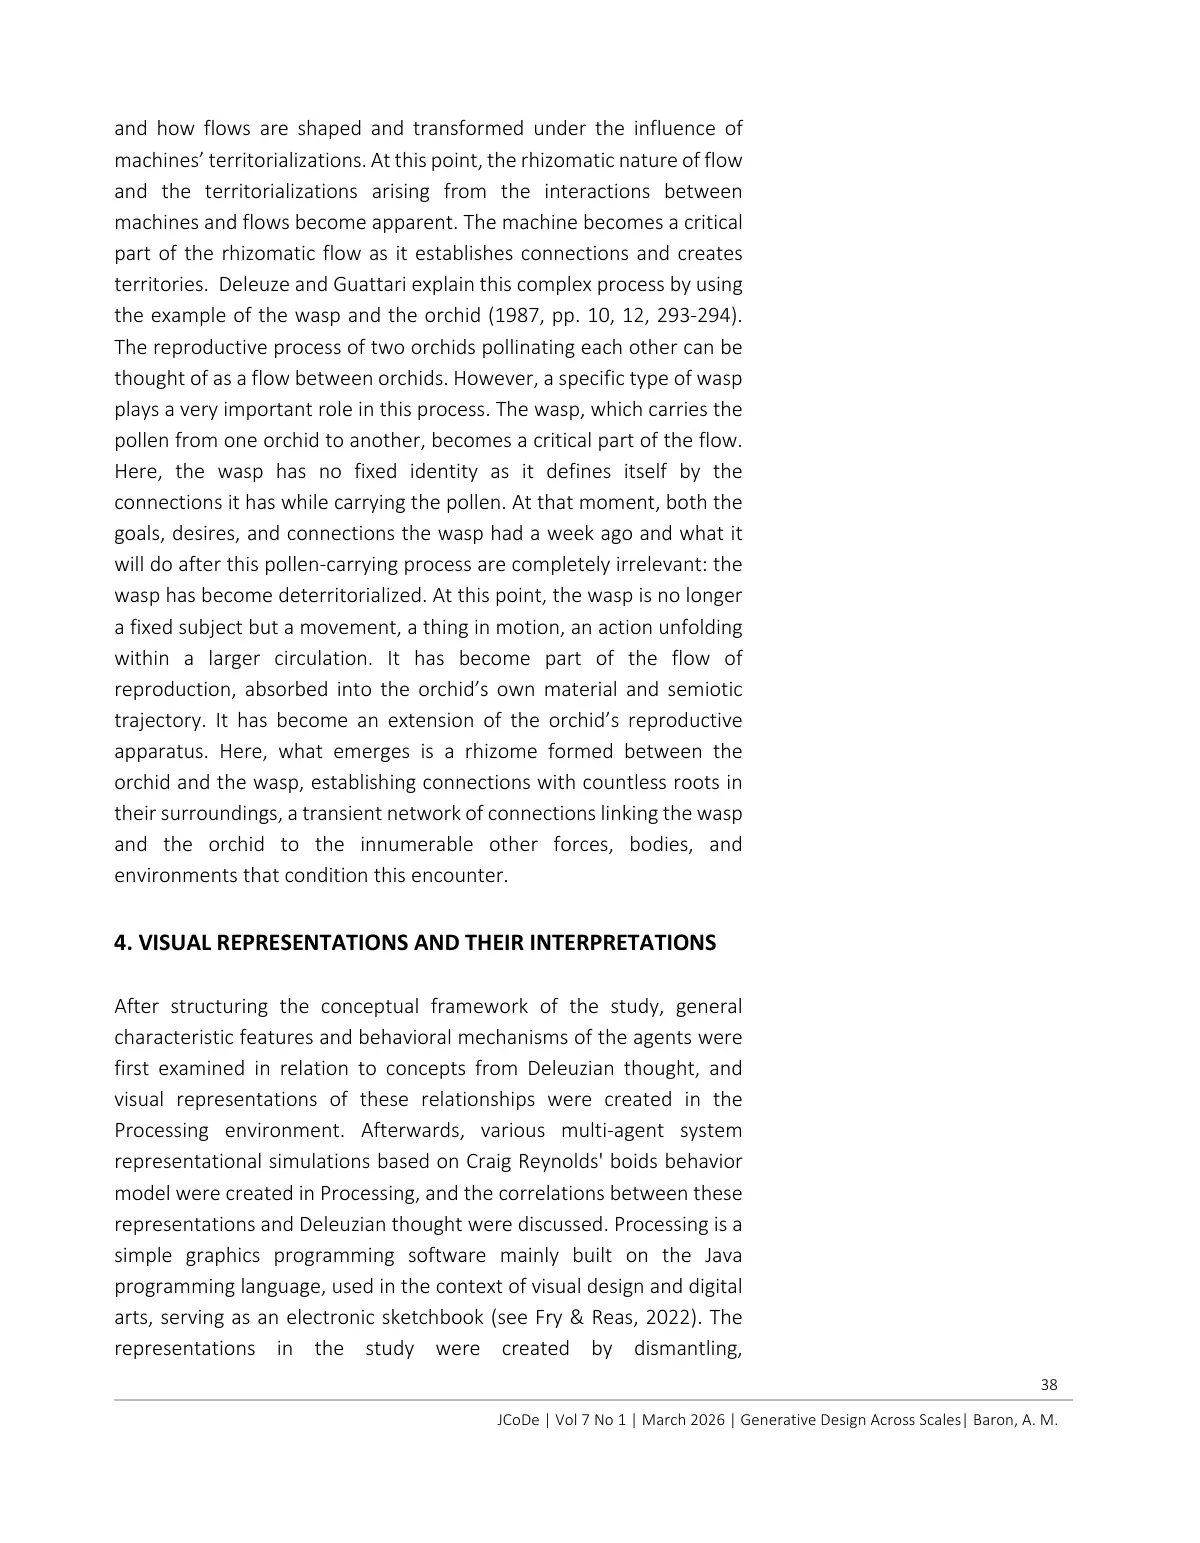 and how flows are shaped and transformed under the influence of
machines’ territorializations. At this point, the rhizomatic nature of flow
and the territorializations arising from the interactions between
machines and flows become apparent. The machine becomes a critical
part of the rhizomatic flow as it establishes connections and creates
territories.  Deleuze and Guattari explain this complex process by using
the example of the wasp and the orchid (1987, pp. 10, 12, 293-294).
The reproductive process of two orchids pollinating each other can be
thought of as a flow between orchids. However, a specific type of wasp
plays a very important role in this process. The wasp, which carries the
pollen from one orchid to another, becomes a critical part of the flow.
Here, the wasp has no fixed identity as it defines itself by the
connections it has while carrying the pollen. At that moment, both the
goals, desires, and connections the wasp had a week ago and what it
will do after this pollen-carrying process are completely irrelevant: the
wasp has become deterritorialized. At this point, the wasp is no longer
a fixed subject but a movement, a thing in motion, an action unfolding
within a larger circulation. It has become part of the flow of
reproduction, absorbed into the orchid’s own material and semiotic
trajectory. It has become an extension of the orchid’s reproductive
apparatus. Here, what emerges is a rhizome formed between the
orchid and the wasp, establishing connections with countless roots in
their surroundings, a transient network of connections linking the wasp
and the orchid to the innumerable other forces, bodies, and
environments that condition this encounter.
4. VISUAL REPRESENTATIONS AND THEIR INTERPRETATIONS
After structuring the conceptual framework of the study, general
characteristic features and behavioral mechanisms of the agents were
first examined in relation to concepts from Deleuzian thought, and
visual representations of these relationships were created in the
Processing environment. Afterwards, various multi-agent system
representational simulations based on Craig Reynolds' boids behavior
model were created in Processing, and the correlations between these
representations and Deleuzian thought were discussed. Processing is a
simple graphics programming software mainly built on the Java
programming language, used in the context of visual design and digital
arts, serving as an electronic sketchbook (see Fry & Reas, 2022). The
representations in the study were created by dismantling,
38
JCoDe | Vol 7 No 1 | March 2026 | Generative Design Across Scales| Baron, A. M.